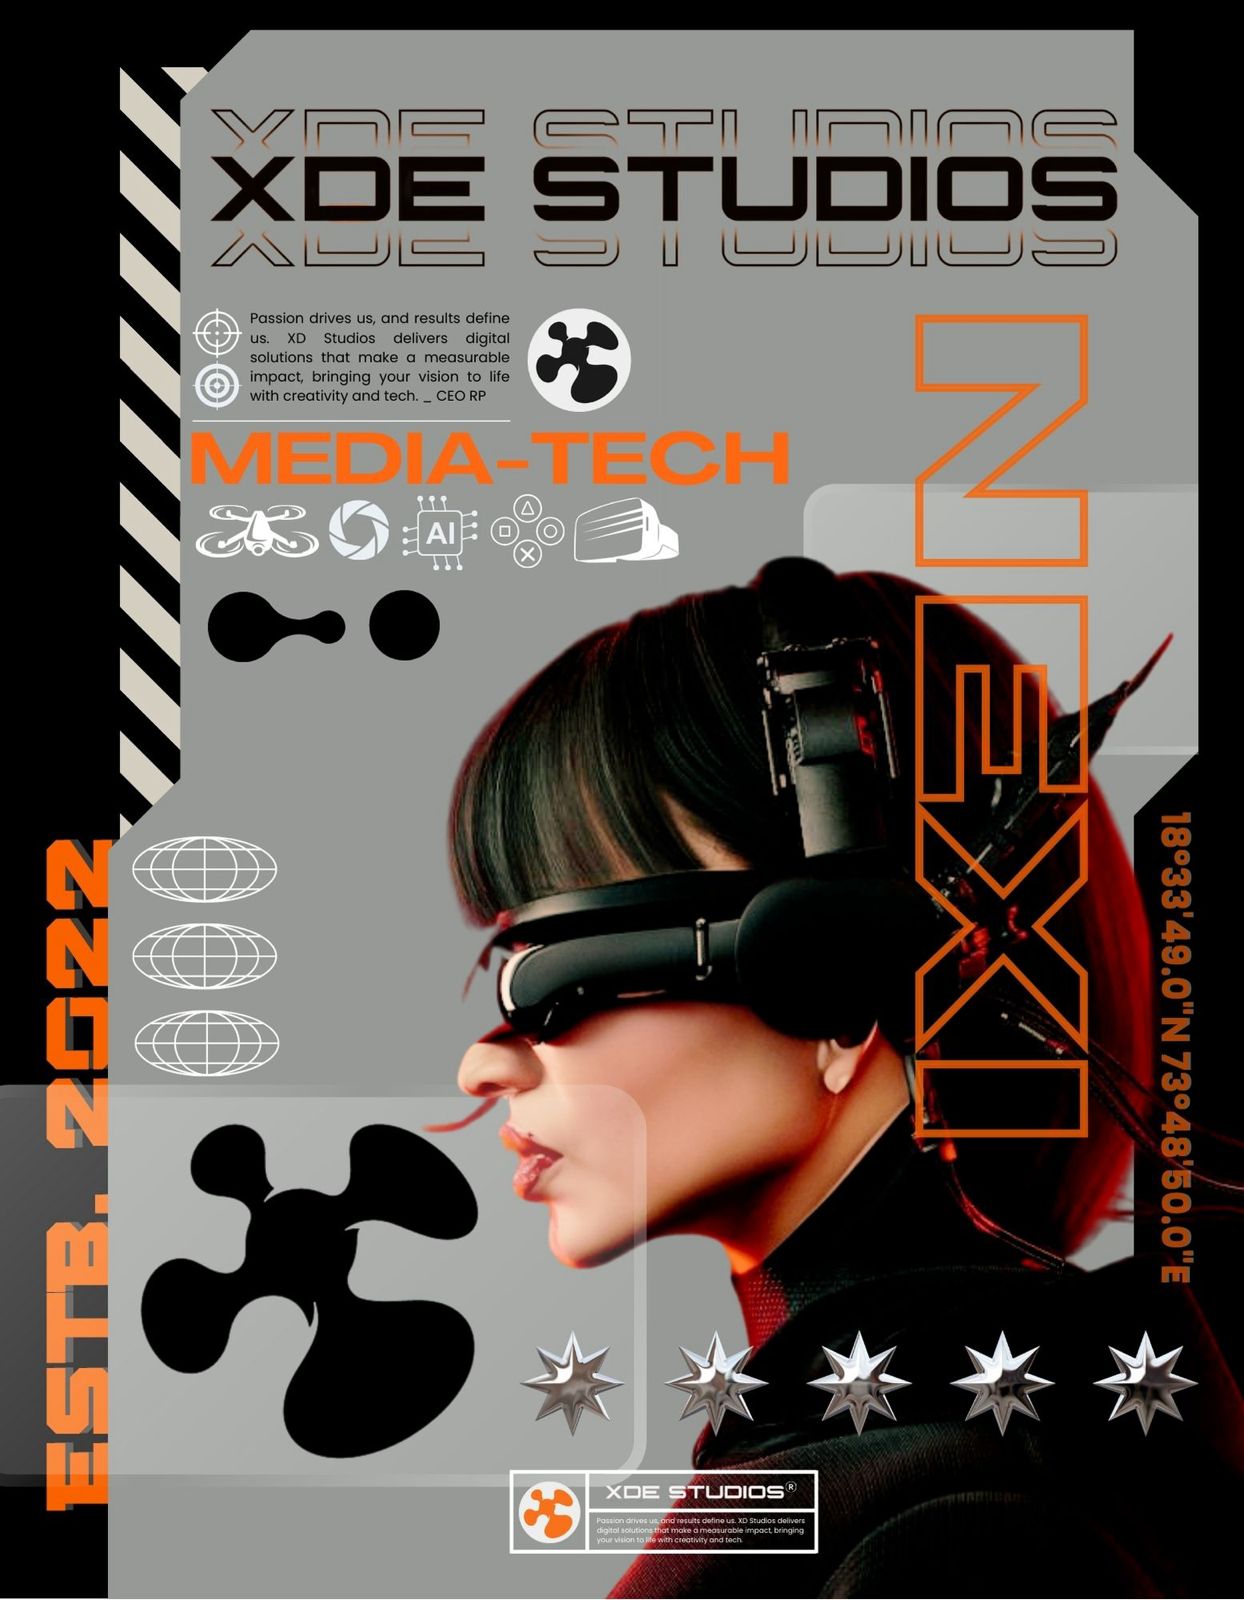 XDE STUDIOS
XDE STUDIOS
XDE STUDIOS
Passion drives us, and results define
us. XD Studios delivers digital
solutions that make a measurable
impact, bringing your vision to life
with creativity and tech. _ CEO RP
MEDIA-TECH
AI
IXEN
18°33'49.0"N 73°48'50.0"E
ESTB. 2022
XDE STUDIOS®
Passion drives us, and results define us. XD Studios delivers
digital solutions that make a measurable impact, bringing
your vision to life with creativity and tech.